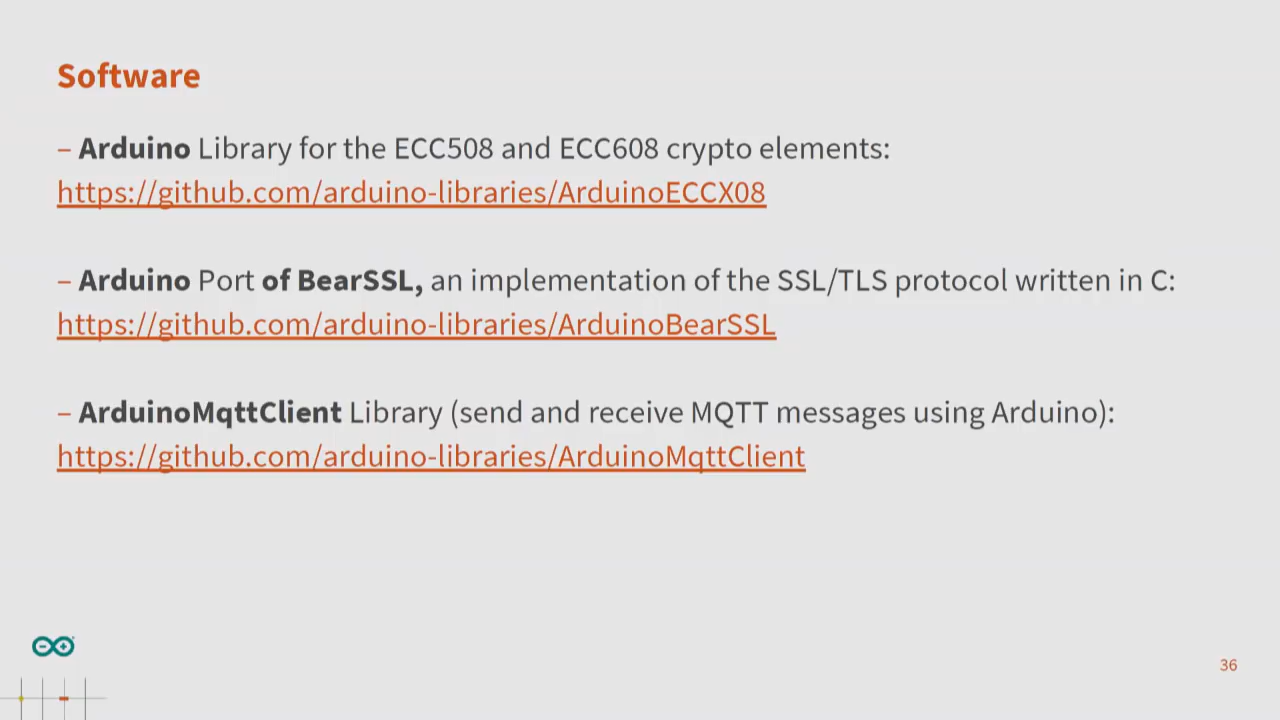 Software
– Arduino Library for the ECC508 and ECC608 crypto elements:
https://github.com/arduino-libraries/ArduinoECCX08
– Arduino Port of BearSSL, an implementation of the SSL/TLS protocol written in C:
https://github.com/arduino-libraries/ArduinoBearSSL
– ArduinoMqttClient Library (send and receive MQTT messages using Arduino):
https://github.com/arduino-libraries/ArduinoMqttClient
36